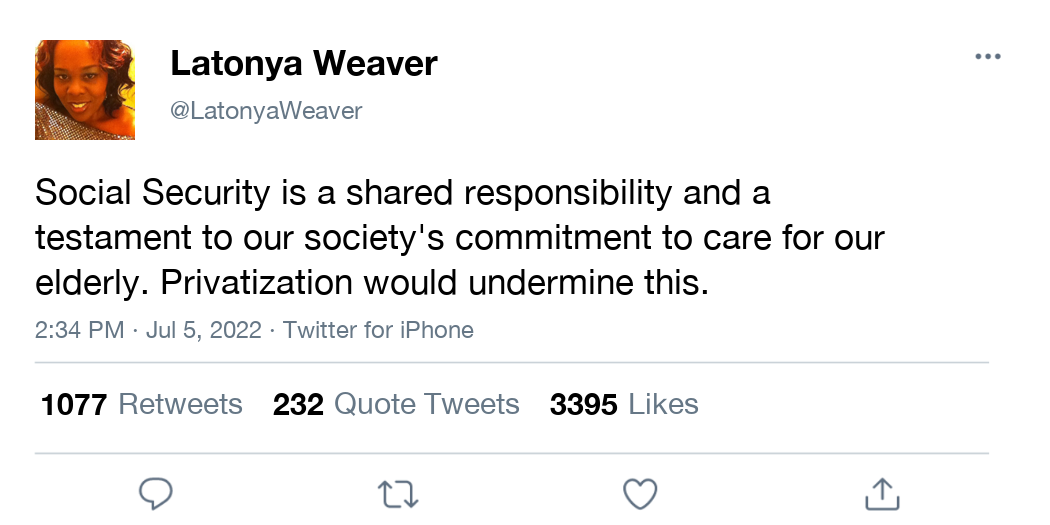 Latonya Weaver
@LatonyaWeaver
Social Security is a shared responsibility and a
testament to our society's commitment to care for our
elderly. Privatization would undermine this.
2:34 PM · Jul 5, 2022 · Twitter for iPhone
1077 Retweets 232 Quote Tweets 3395 Likes